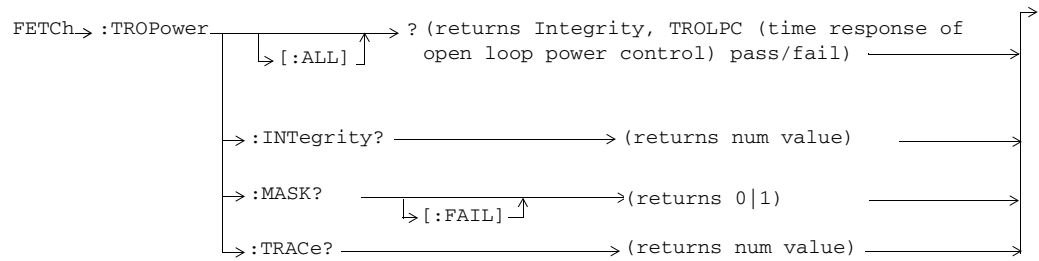 FETCh :TROPower ? (returns Integrity, TROLPC (time response of
[:ALL] open loop power control) pass/fail)
:INTegrity? (returns num value)
:MASK? (returns 0|1)
[:FAIL]
:TRACe? (returns num value)